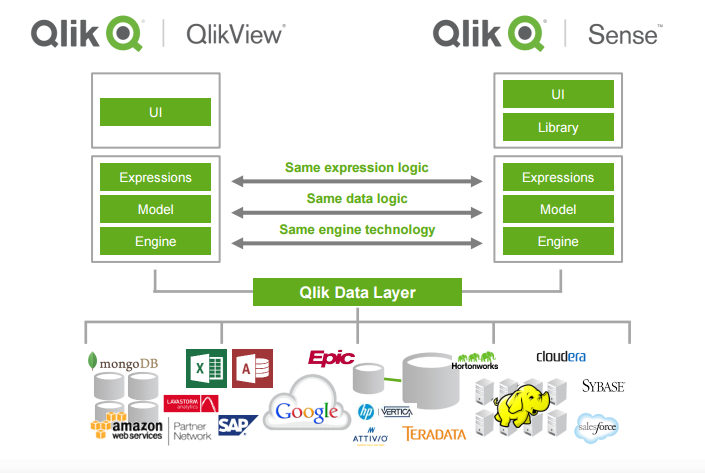 Qlik QlikView®
Qlik Sense™
UI
UI
Library
Expressions
Same expression logic
Expressions
Model
Same data logic
Model
Engine
Same engine technology
Engine
Qlik Data Layer
mongoDB
X
A
Epic
Hortonworks
cloudera
SYBASE
LAVASTORM
analytics
amazon
web services
Partner
Network
SAP
Google
hp VERTICA
ATTIVIO
TERADATA
salesforce